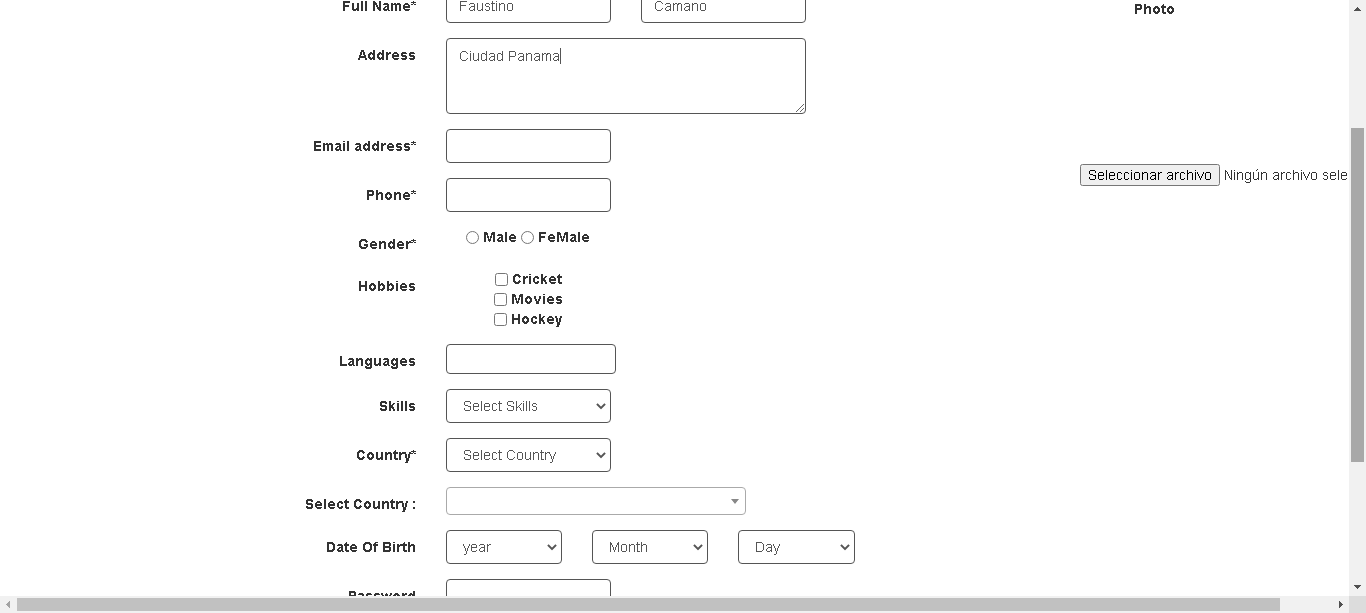 Full Name* Faustino Camano Photo
Address Ciudad Panama
Email address*
Seleccionar archivo Ningún archivo sele
Phone*
Gender* Male FeMale
Hobbies Cricket
Movies
Hockey
Languages
Skills Select Skills
Country* Select Country
Select Country :
Date Of Birth year Month Day
Password